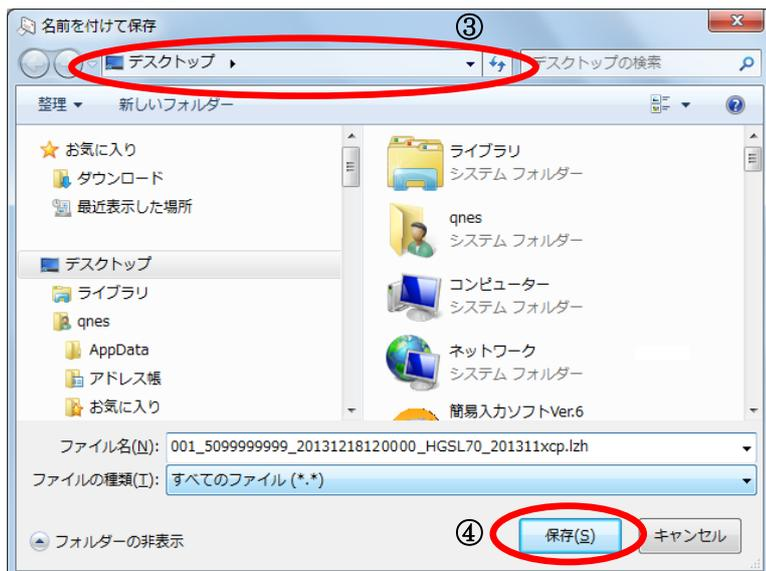 名前を付けて保存
③
デスクトップ
デスクトップの検索
整理
新しいフォルダー
お気に入り
ダウンロード
最近表示した場所
デスクトップ
ライブラリ
qnes
AppData
アドレス帳
お気に入り
ライブラリ
システム フォルダー
qnes
システム フォルダー
コンピューター
システム フォルダー
ネットワーク
システム フォルダー
簡易入力ソフトVer.6
ファイル名(N): 001_5099999999_20131218120000_HGSL70_201311xcp.lzh
ファイルの種類(T): すべてのファイル (*.*)
フォルダーの非表示
④
保存(S)
キャンセル